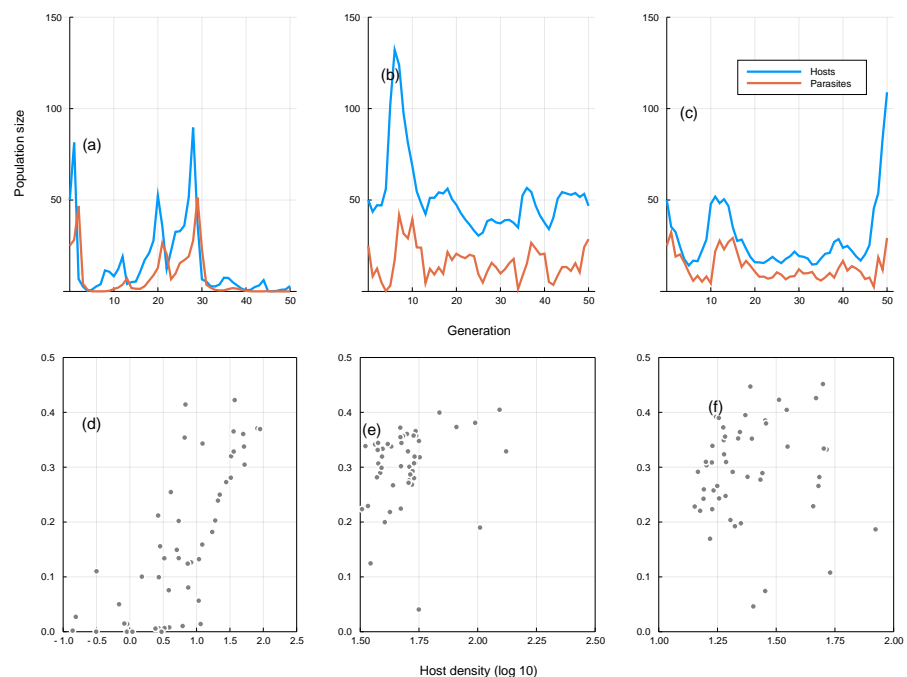 Population size
150
100
50
(a)
10 20 30 40 50
150
100
50
(b)
10 20 30 40 50
150
100
50
(c)
Hosts
Parasites
10 20 30 40 50
Generation
0.5
0.4
0.3
0.2
0.1
0.0
(d)
- 1.0 - 0.5 0.0 0.5 1.0 1.5 2.0 2.5
0.5
0.4
0.3
0.2
0.1
0.0
(e)
1.50 1.75 2.00 2.25 2.50
0.5
0.4
0.3
0.2
0.1
0.0
(f)
1.00 1.25 1.50 1.75 2.00
Host density (log 10)